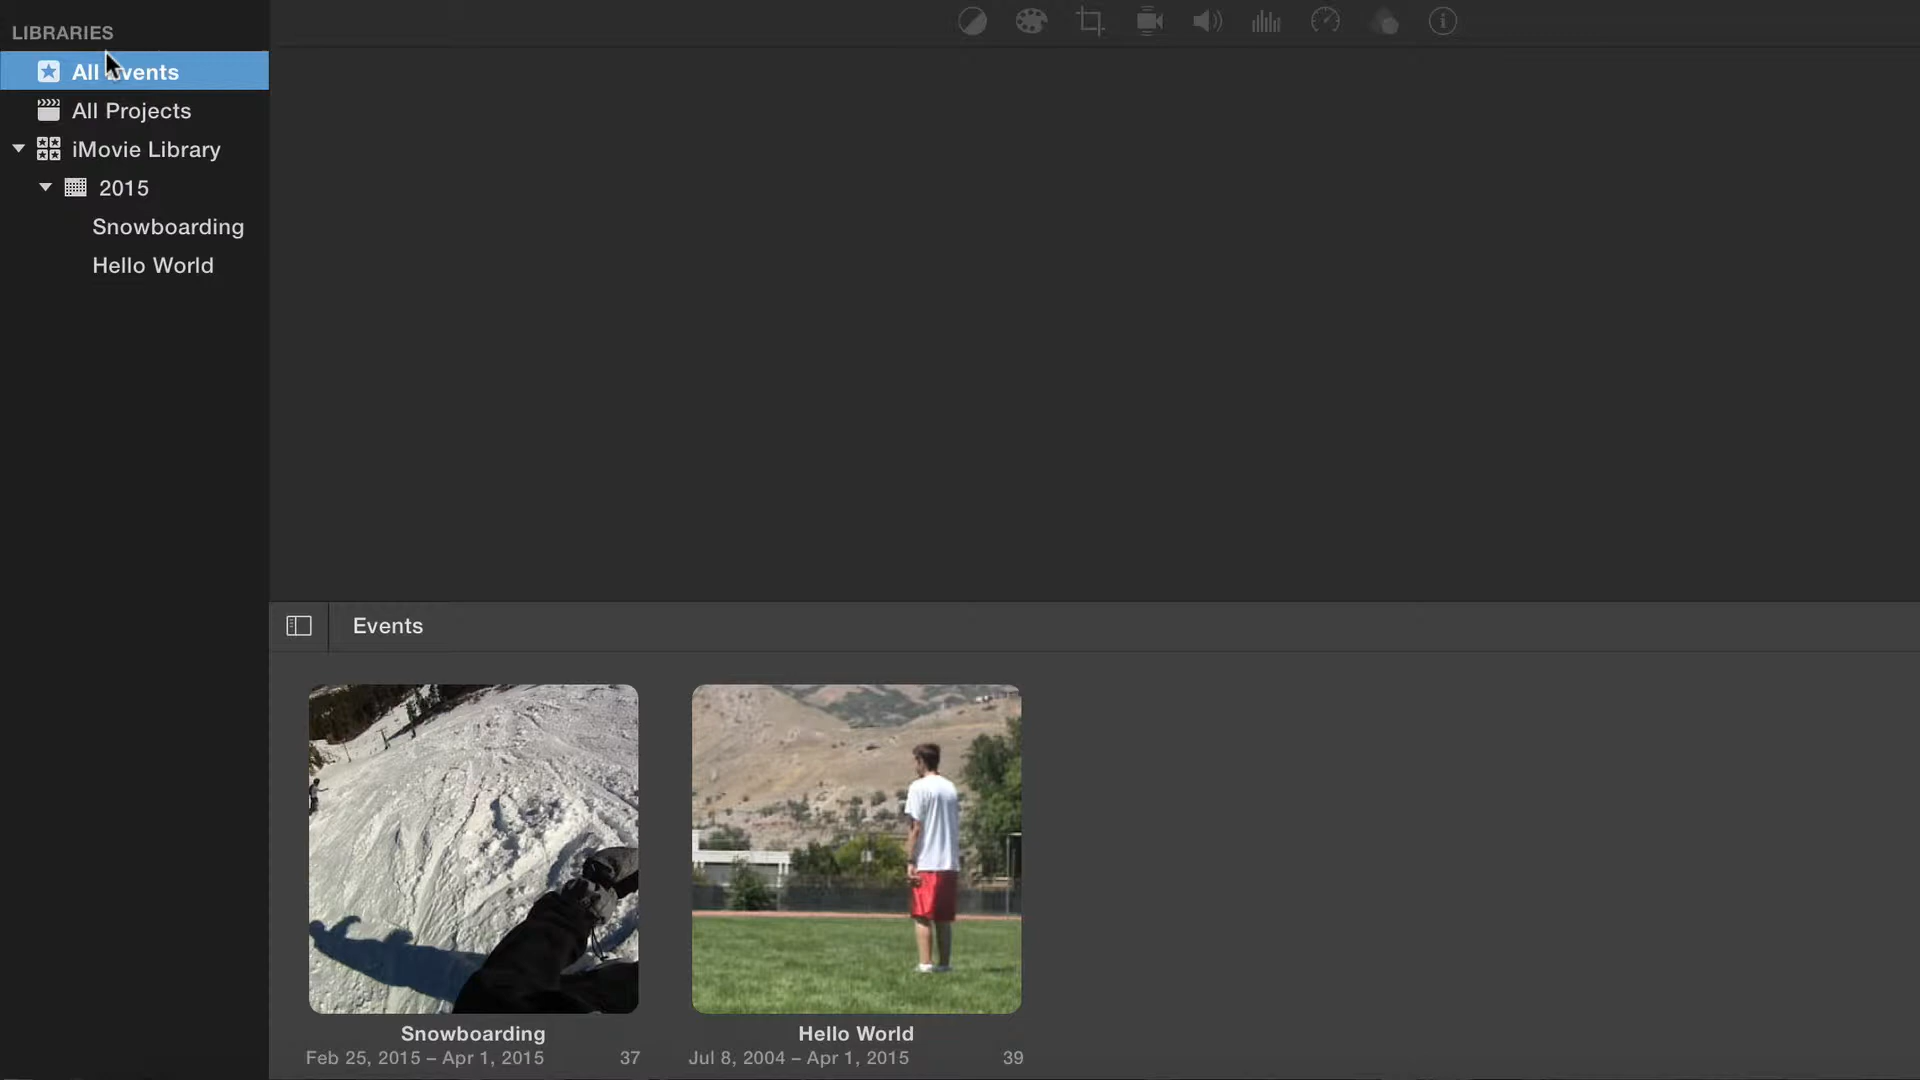 LIBRARIES
All Events
All Projects
iMovie Library
2015
Snowboarding
Hello World
Events
Snowboarding
Feb 25, 2015 – Apr 1, 2015 37
Hello World
Jul 8, 2004 – Apr 1, 2015 39